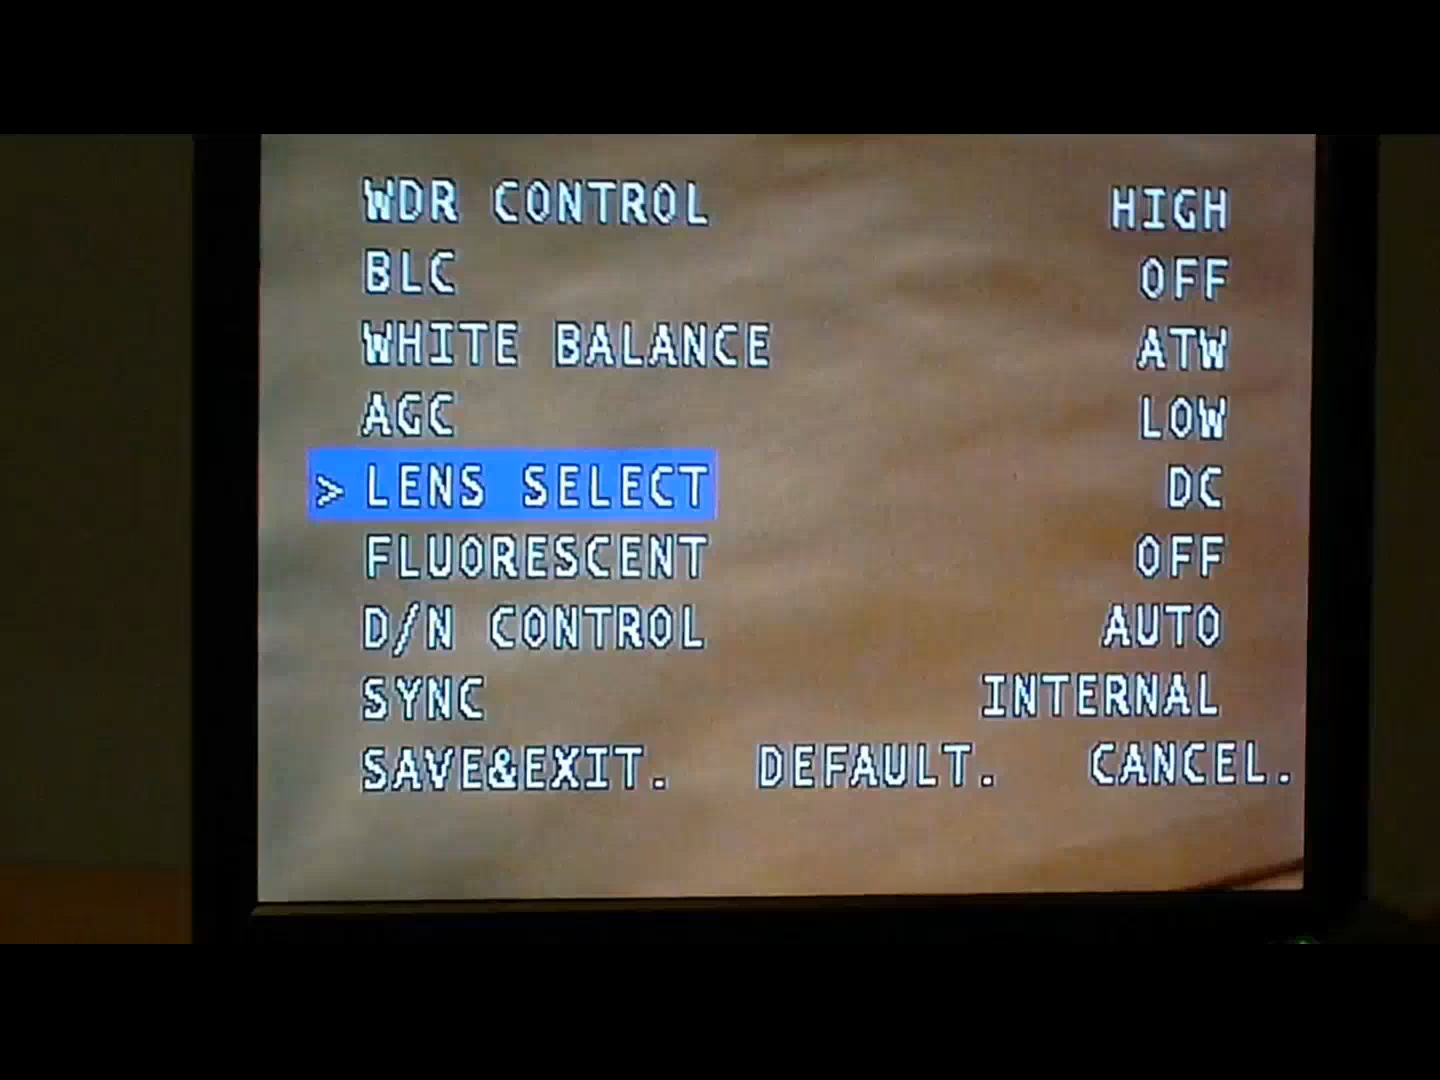 WDR CONTROL HIGH
BLC OFF
WHITE BALANCE ATW
AGC LOW
> LENS SELECT DC
FLUORESCENT OFF
D/N CONTROL AUTO
SYNC INTERNAL
SAVE&EXIT. DEFAULT. CANCEL.